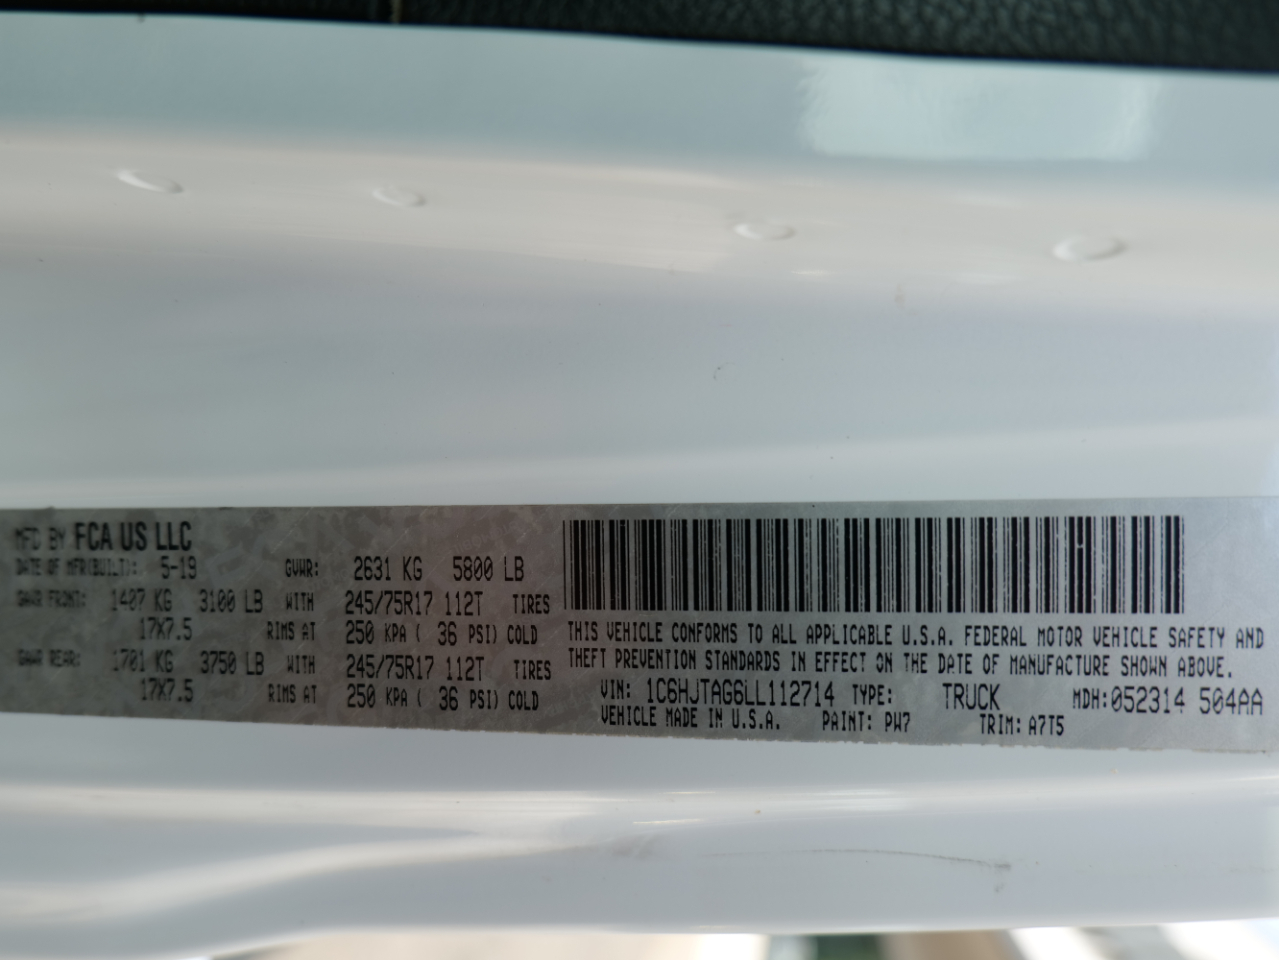 MFD BY FCA US LLC
DATE OF MFR(BUILT): 5-19 GVWR: 2631 KG 5800 LB
GAWR FRONT: 1407 KG 3100 LB WITH 245/75R17 112T TIRES
17X7.5 RIMS AT 250 KPA ( 36 PSI) COLD
GAWR REAR: 1701 KG 3750 LB WITH 245/75R17 112T TIRES
17X7.5 RIMS AT 250 KPA ( 36 PSI) COLD
THIS VEHICLE CONFORMS TO ALL APPLICABLE U.S.A. FEDERAL MOTOR VEHICLE SAFETY AND
THEFT PREVENTION STANDARDS IN EFFECT ON THE DATE OF MANUFACTURE SHOWN ABOVE.
VIN: 1C6HJTAG6LL112714 TYPE: TRUCK MDH:052314 504AA
VEHICLE MADE IN U.S.A. PAINT: PW7 TRIM: A7T5